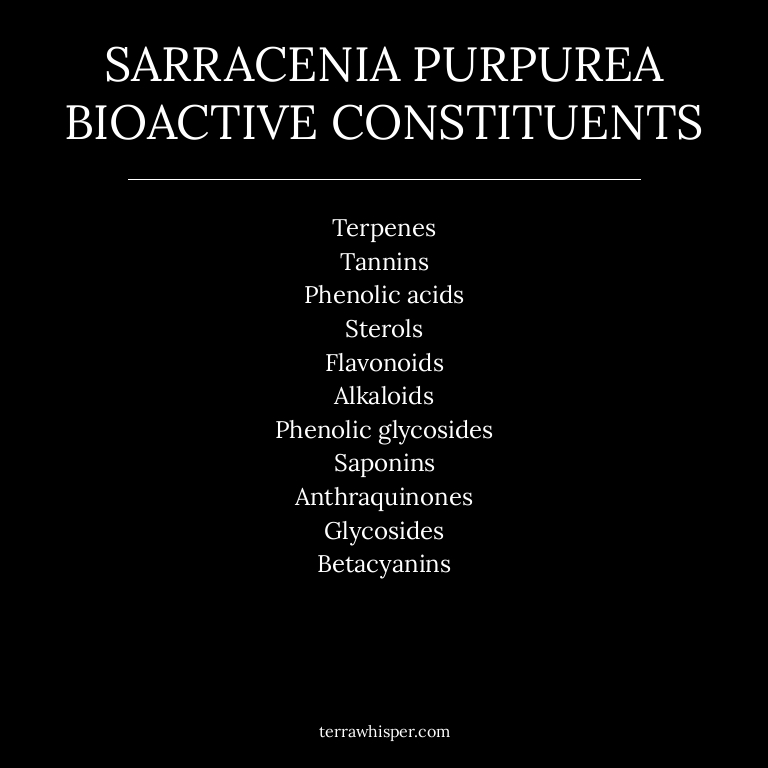 SARRACENIA PURPUREA
BIOACTIVE CONSTITUENTS
Terpenes
Tannins
Phenolic acids
Sterols
Flavonoids
Alkaloids
Phenolic glycosides
Saponins
Anthraquinones
Glycosides
Betacyanins
terrawhisper.com